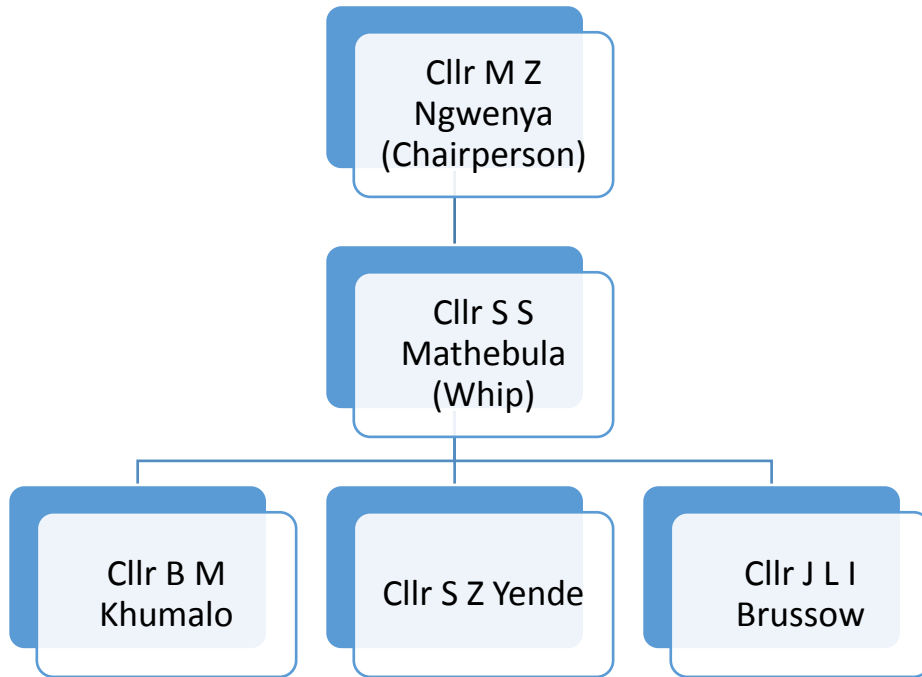 Cllr M Z
Ngwenya
(Chairperson)
Cllr S S
Mathebula
(Whip)
Cllr B M
Khumalo
Cllr S Z Yende
Cllr J L I
Brussow